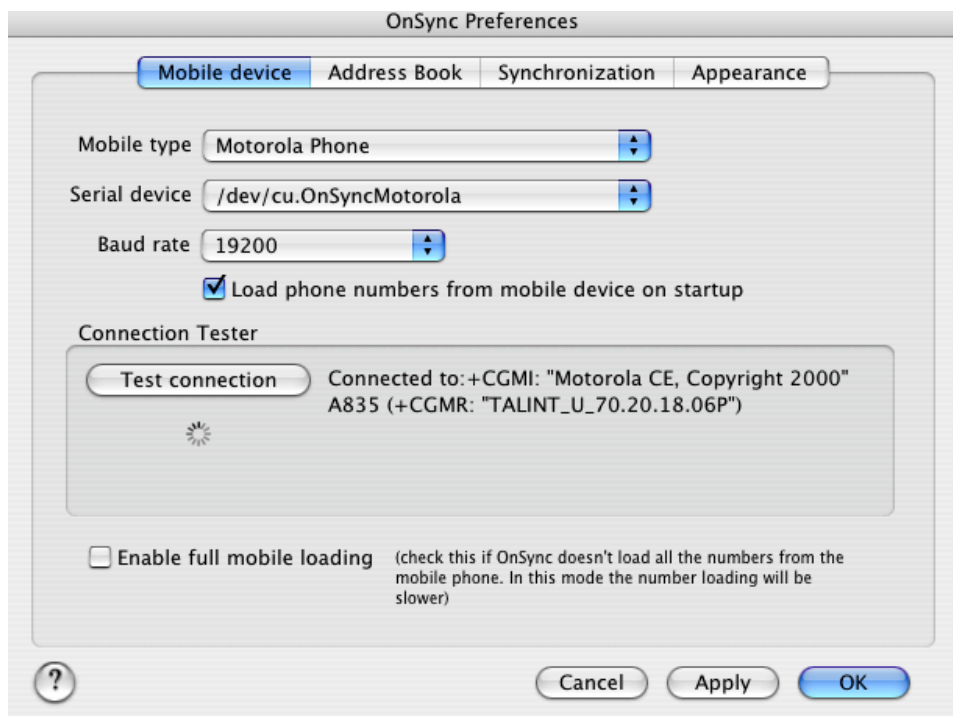 OnSync Preferences
Mobile device Address Book Synchronization Appearance
Mobile type Motorola Phone
Serial device /dev/cu.OnSyncMotorola
Baud rate 19200
Load phone numbers from mobile device on startup
Connection Tester
Test connection
Connected to:+CGMI: "Motorola CE, Copyright 2000"
A835 (+CGMR: "TALINT_U_70.20.18.06P")
Enable full mobile loading
(check this if OnSync doesn't load all the numbers from the
mobile phone. In this mode the number loading will be
slower)
? Cancel Apply OK